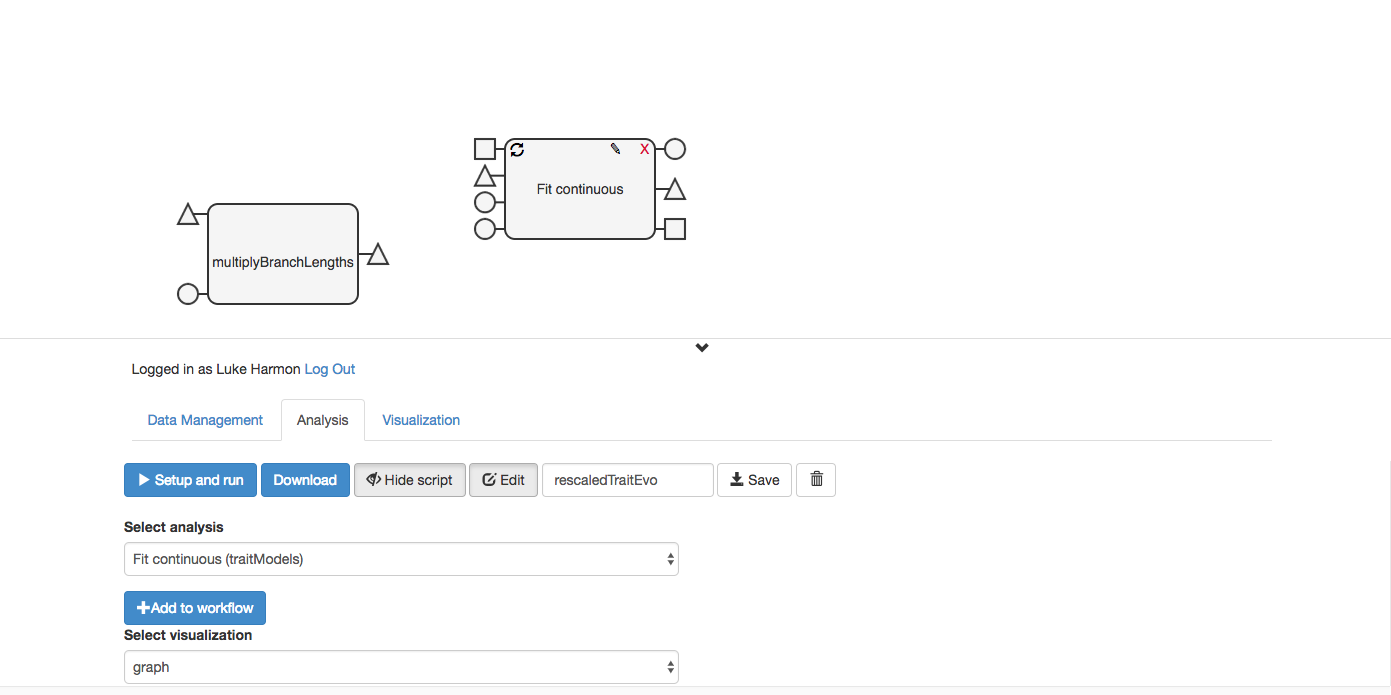 X
Fit continuous
multiplyBranchLengths
Logged in as Luke Harmon Log Out
Data Management Analysis Visualization
Setup and run Download Hide script Edit rescaledTraitEvo Save
Select analysis
Fit continuous (traitModels)
Add to workflow
Select visualization
graph